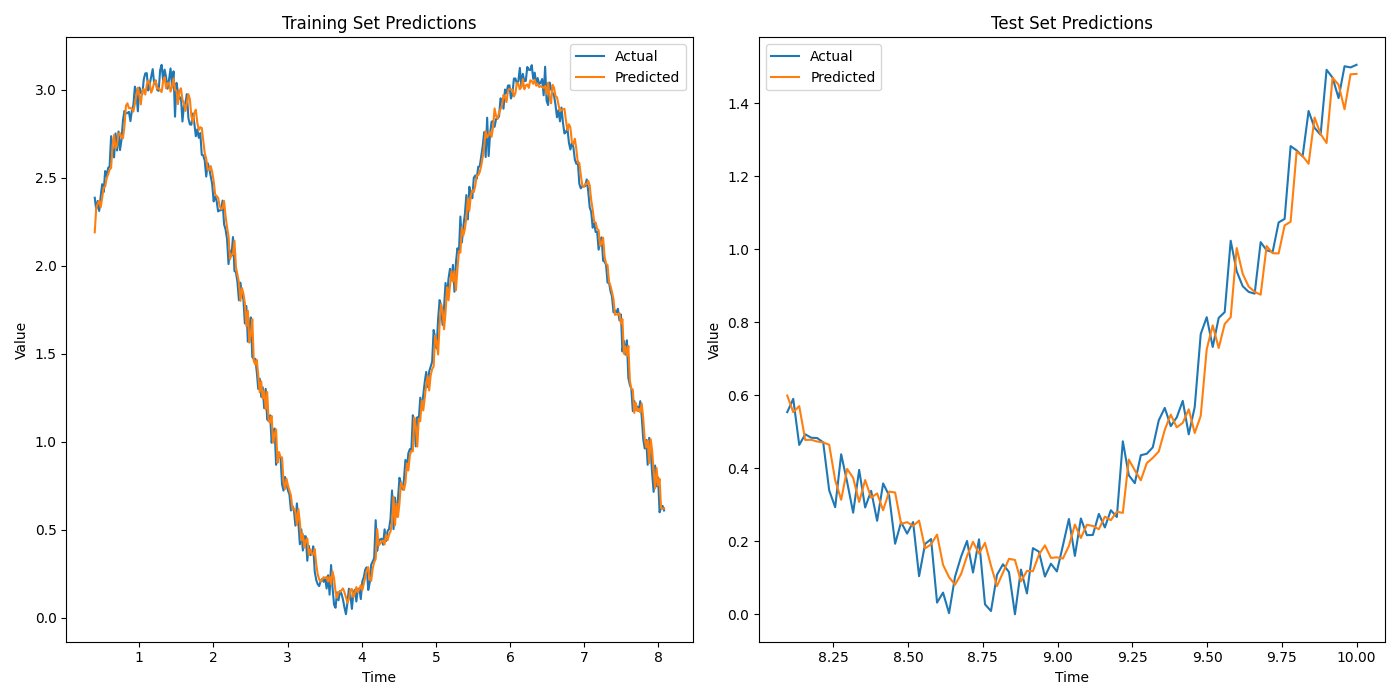 Training Set Predictions
Actual
Predicted
Value
3.0
2.5
2.0
1.5
1.0
0.5
0.0
1 2 3 4 5 6 7 8
Time
Test Set Predictions
Actual
Predicted
Value
1.4
1.2
1.0
0.8
0.6
0.4
0.2
0.0
8.25 8.50 8.75 9.00 9.25 9.50 9.75 10.00
Time